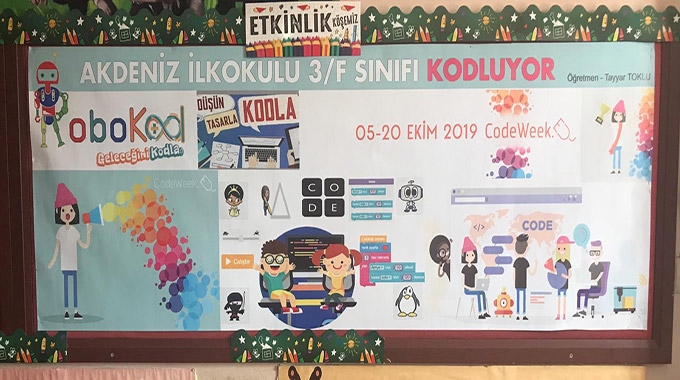 ETKİNLİK
KÖŞEMİZ
AKDENİZ İLKOKULU 3/F SINIFI KODLUYOR
Öğretmen - Tayyar TOKLU
RoboKod
Geleceğini Kodla
DÜŞÜN
TASARLA
KODLA
05-20 EKİM 2019 CodeWeek
CodeWeek
C O
D E
Çalıştır
</> CODE